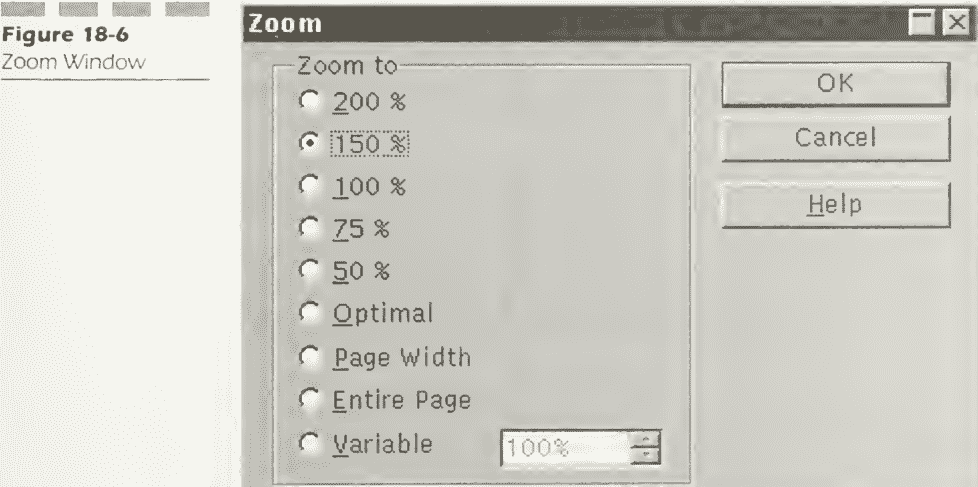 Figure 18-6
Zoom Window
Zoom
Zoom to
200 %
150 %
100 %
75 %
50 %
Optimal
Page Width
Entire Page
Variable
100%
OK
Cancel
Help